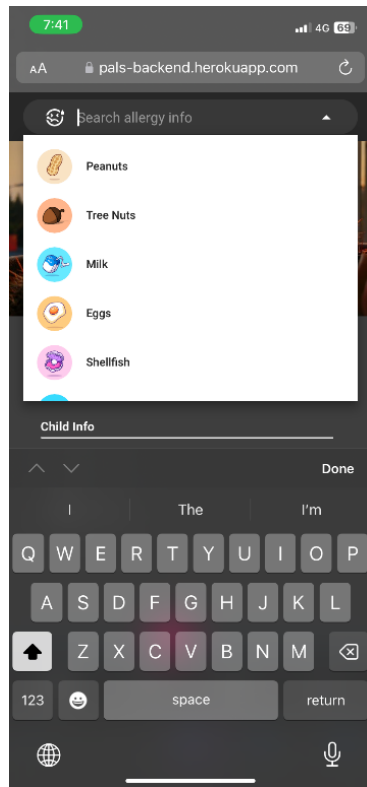 7:41
4G 69
AA pals-backend.herokuapp.com
Search allergy info
Peanuts
Tree Nuts
Milk
Eggs
Shellfish
Child Info
Done
I The I'm
Q W E R T Y U I O P
A S D F G H J K L
Z X C V B N M
123 space return